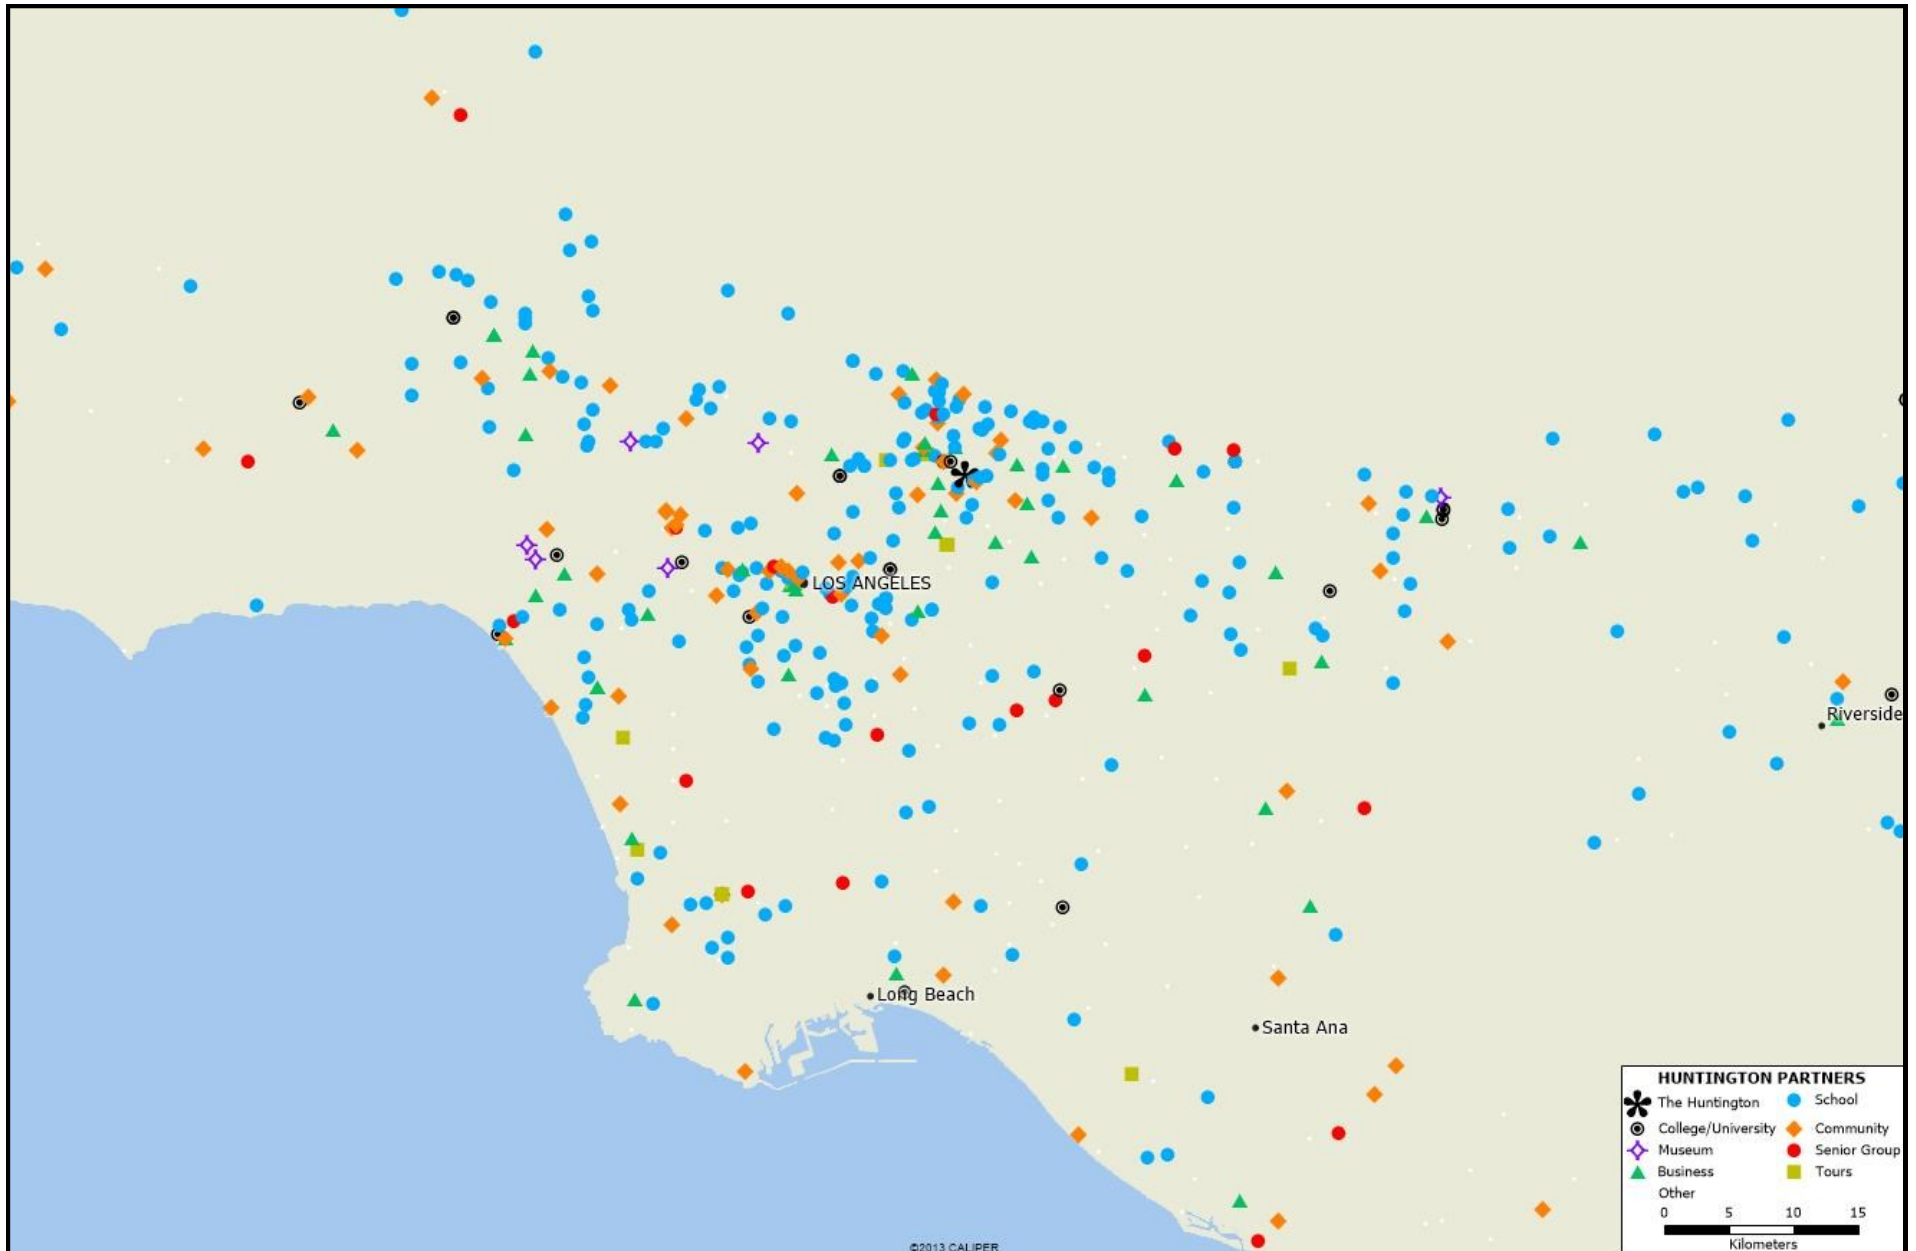 LOS ANGELES
Riverside
Long Beach
Santa Ana
HUNTINGTON PARTNERS
The Huntington
School
College/University
Community
Museum
Senior Group
Business
Tours
Other
0 5 10 15
Kilometers
©2013 CALIPER